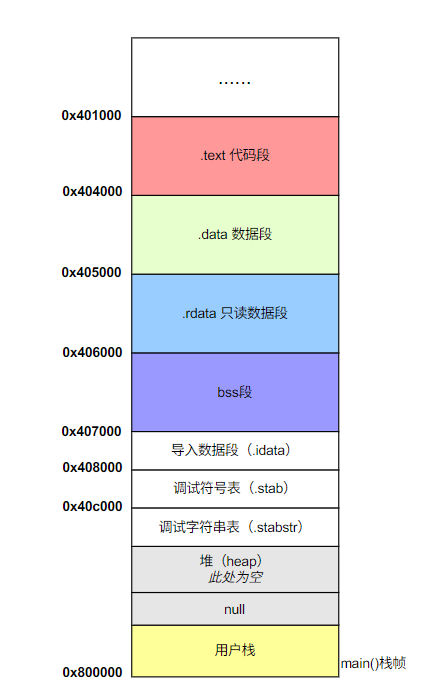 ......
0x401000
.text 代码段
0x404000
.data 数据段
0x405000
.rdata 只读数据段
0x406000
bss段
0x407000
导入数据段（.idata）
0x408000
调试符号表（.stab）
0x40c000
调试字符串表（.stabstr）
堆（heap）
此处为空
null
用户栈
main()栈帧
0x800000